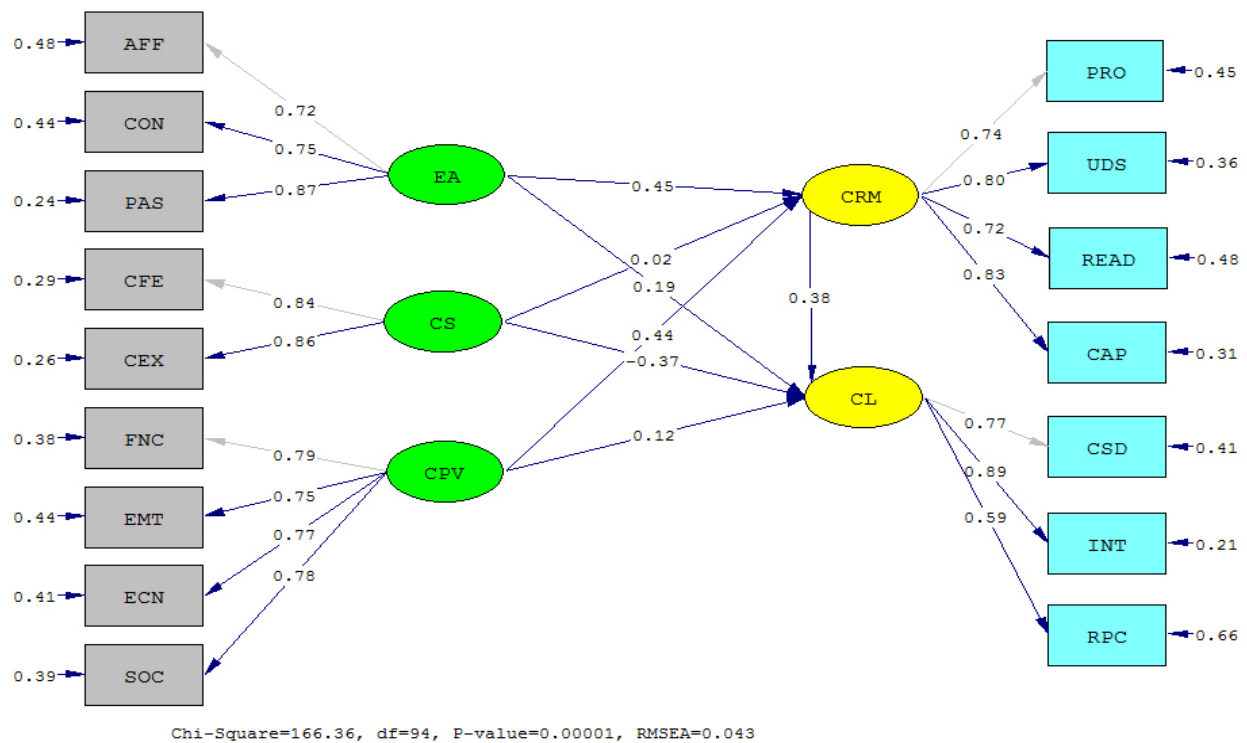 0.48 AFF
0.44 CON
0.24 PAS
0.29 CFE
0.26 CEX
0.38 FNC
0.44 EMT
0.41 ECN
0.39 SOC
0.72
0.75
0.87
0.84
0.86
0.79
0.75
0.77
0.78
EA
CS
CPV
0.45
0.02
0.19
0.44
-0.37
0.12
0.38
CRM
CL
0.74
0.80
0.72
0.83
0.77
0.89
0.59
PRO 0.45
UDS 0.36
READ 0.48
CAP 0.31
CSD 0.41
INT 0.21
RPC 0.66
Chi-Square=166.36, df=94, P-value=0.00001, RMSEA=0.043